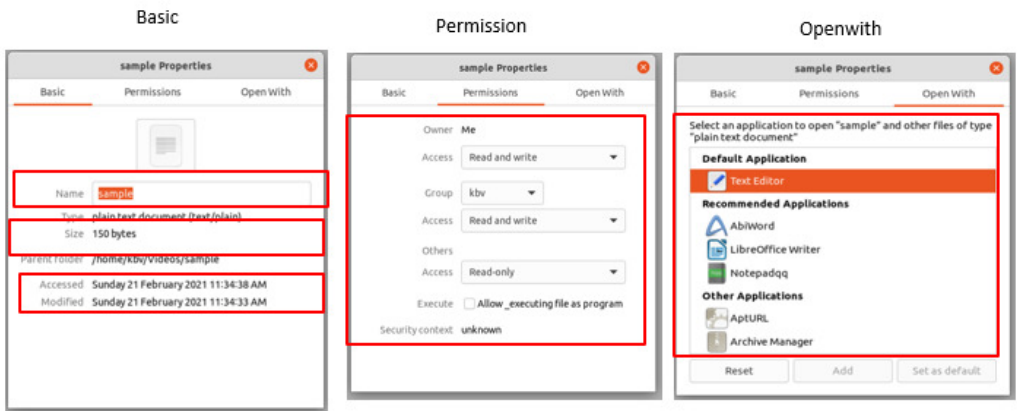 Basic
Permission
Openwith
sample Properties
Basic Permissions Open With
Name sample
Type plain text document (text/plain)
Size 150 bytes
Parent folder /home/kbv/Videos/sample
Accessed Sunday 21 February 2021 11:34:38 AM
Modified Sunday 21 February 2021 11:34:33 AM
sample Properties
Basic Permissions Open With
Owner Me
Access Read and write
Group kbv
Access Read and write
Others
Access Read-only
Execute Allow_executing file as program
Security context unknown
sample Properties
Basic Permissions Open With
Select an application to open "sample" and other files of type
"plain text document"
Default Application
Text Editor
Recommended Applications
AbiWord
LibreOffice Writer
Notepadqq
Other Applications
AptURL
Archive Manager
Reset Add Set as default